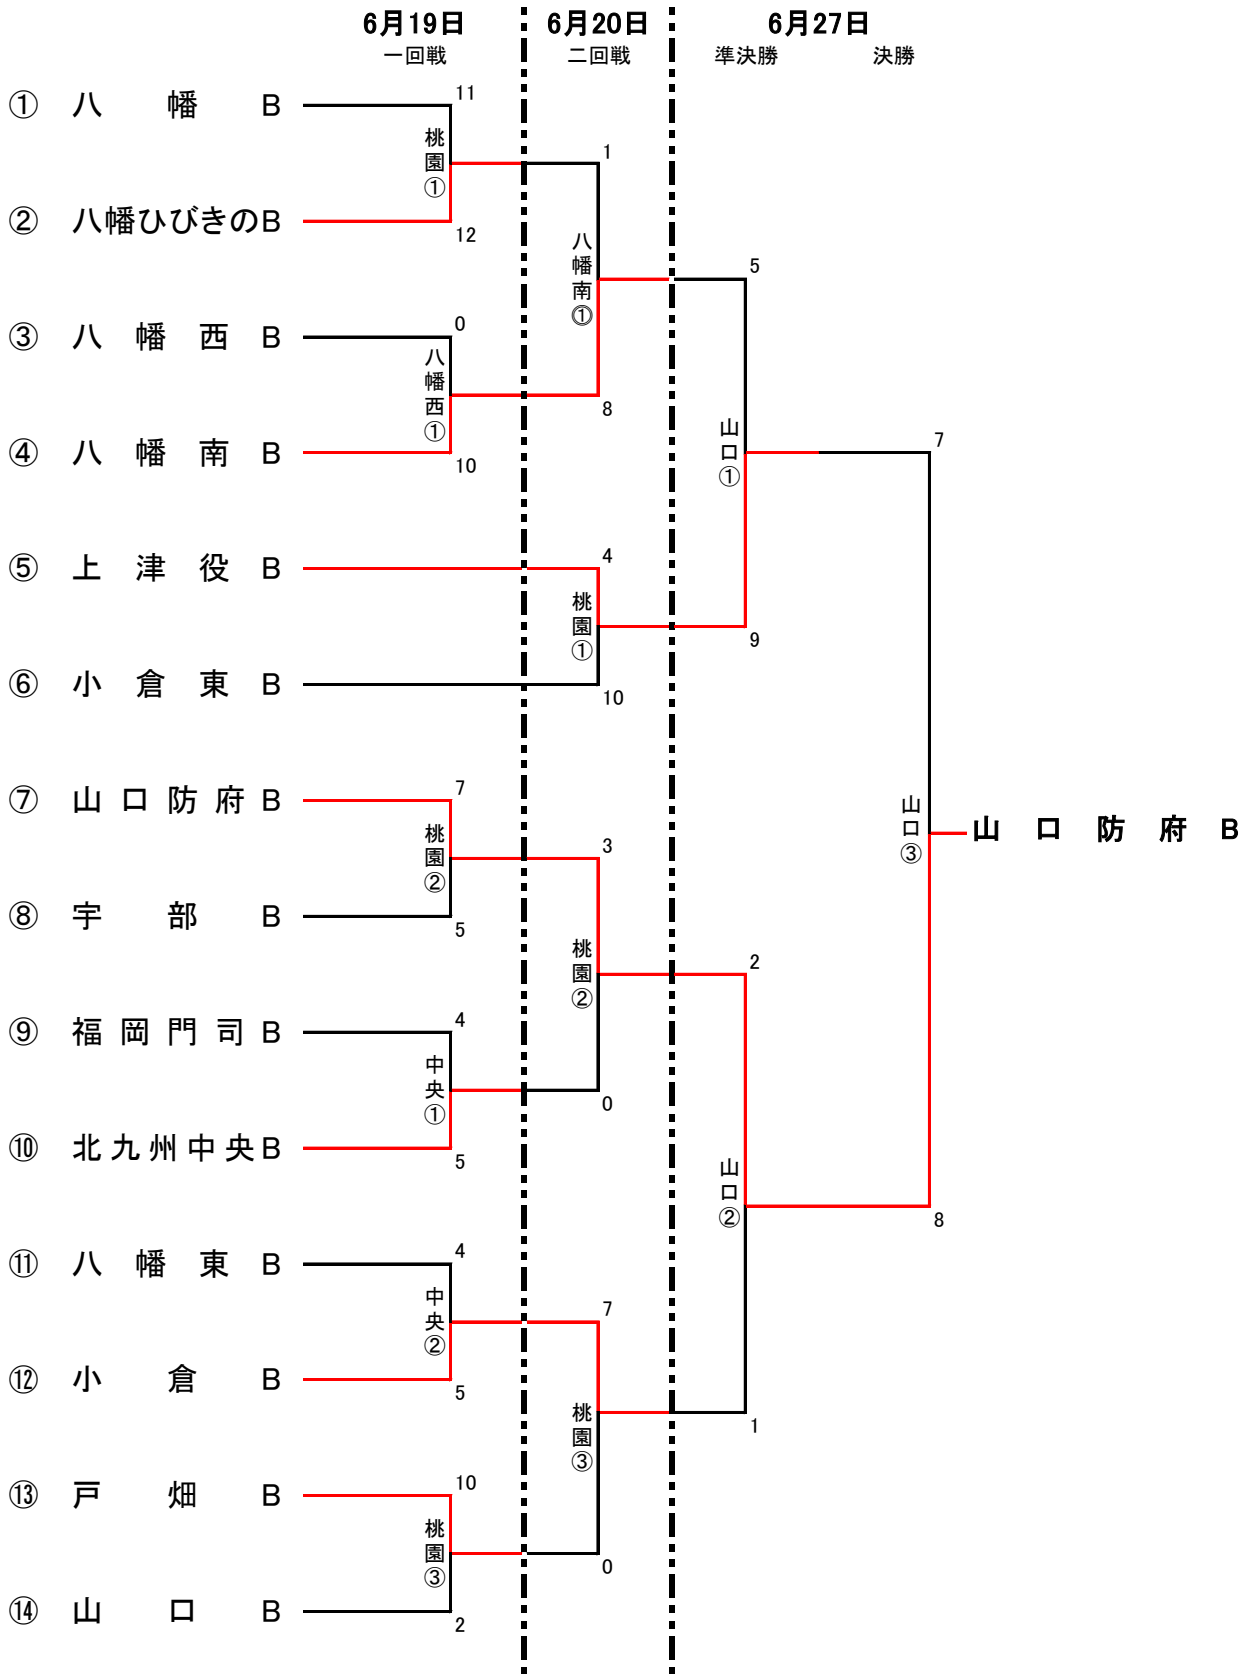 6月19日 6月20日 6月27日
一回戦 二回戦 準決勝 決勝
① 八幡 B 11
桃園①
1
② 八幡ひびきのB 12
八幡南①
5
③ 八幡西 B 0
八幡西①
8
④ 八幡南 B 10
山口①
7
⑤ 上津役 B 4
桃園①
9
⑥ 小倉東 B 10
⑦ 山口防府 B 7
山口③
山口防府B
桃園②
3
⑧ 宇部 B 5
桃園②
2
⑨ 福岡門司 B 4
中央①
0
⑩ 北九州中央B 5
山口②
8
⑪ 八幡東 B 4
中央②
7
⑫ 小倉 B 5
桃園③
1
⑬ 戸畑 B 10
桃園③
0
⑭ 山口 B 2